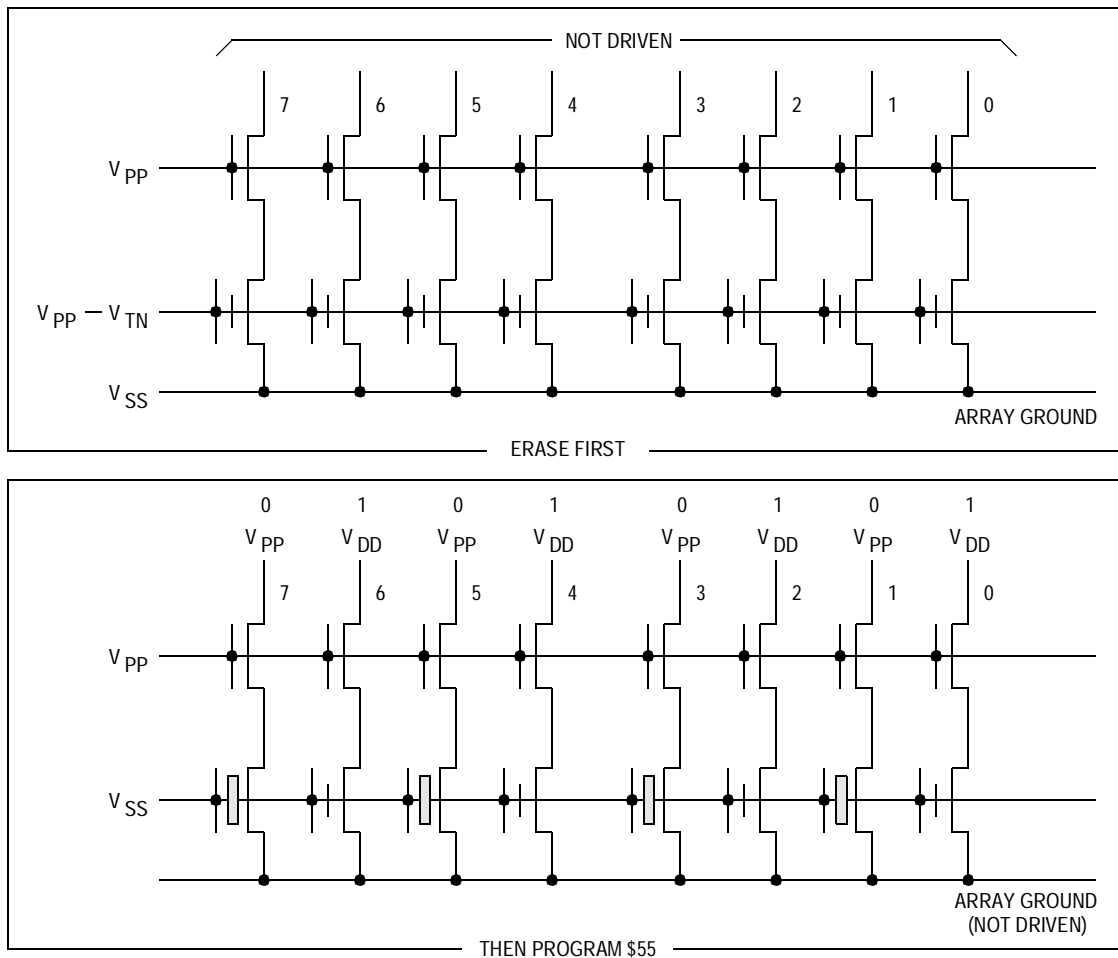 NOT DRIVEN
7 6 5 4 3 2 1 0
V PP
V PP — V TN
V SS
ARRAY GROUND
ERASE FIRST
0 1 0 1 0 1 0 1
V PP V DD V PP V DD V PP V DD V PP V DD
7 6 5 4 3 2 1 0
V PP
V SS
ARRAY GROUND
(NOT DRIVEN)
THEN PROGRAM $55